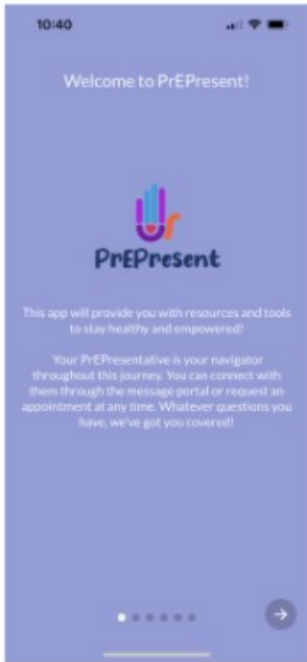 10:40
Welcome to PrEPresent!
PrEPresent
This app will provide you with resources and tools
to stay healthy and empowered!
Your PrEPresentative is your navigator
throughout this journey. You can connect with
them through the message portal or request an
appointment at any time. Whatever questions you
have, we've got you covered!